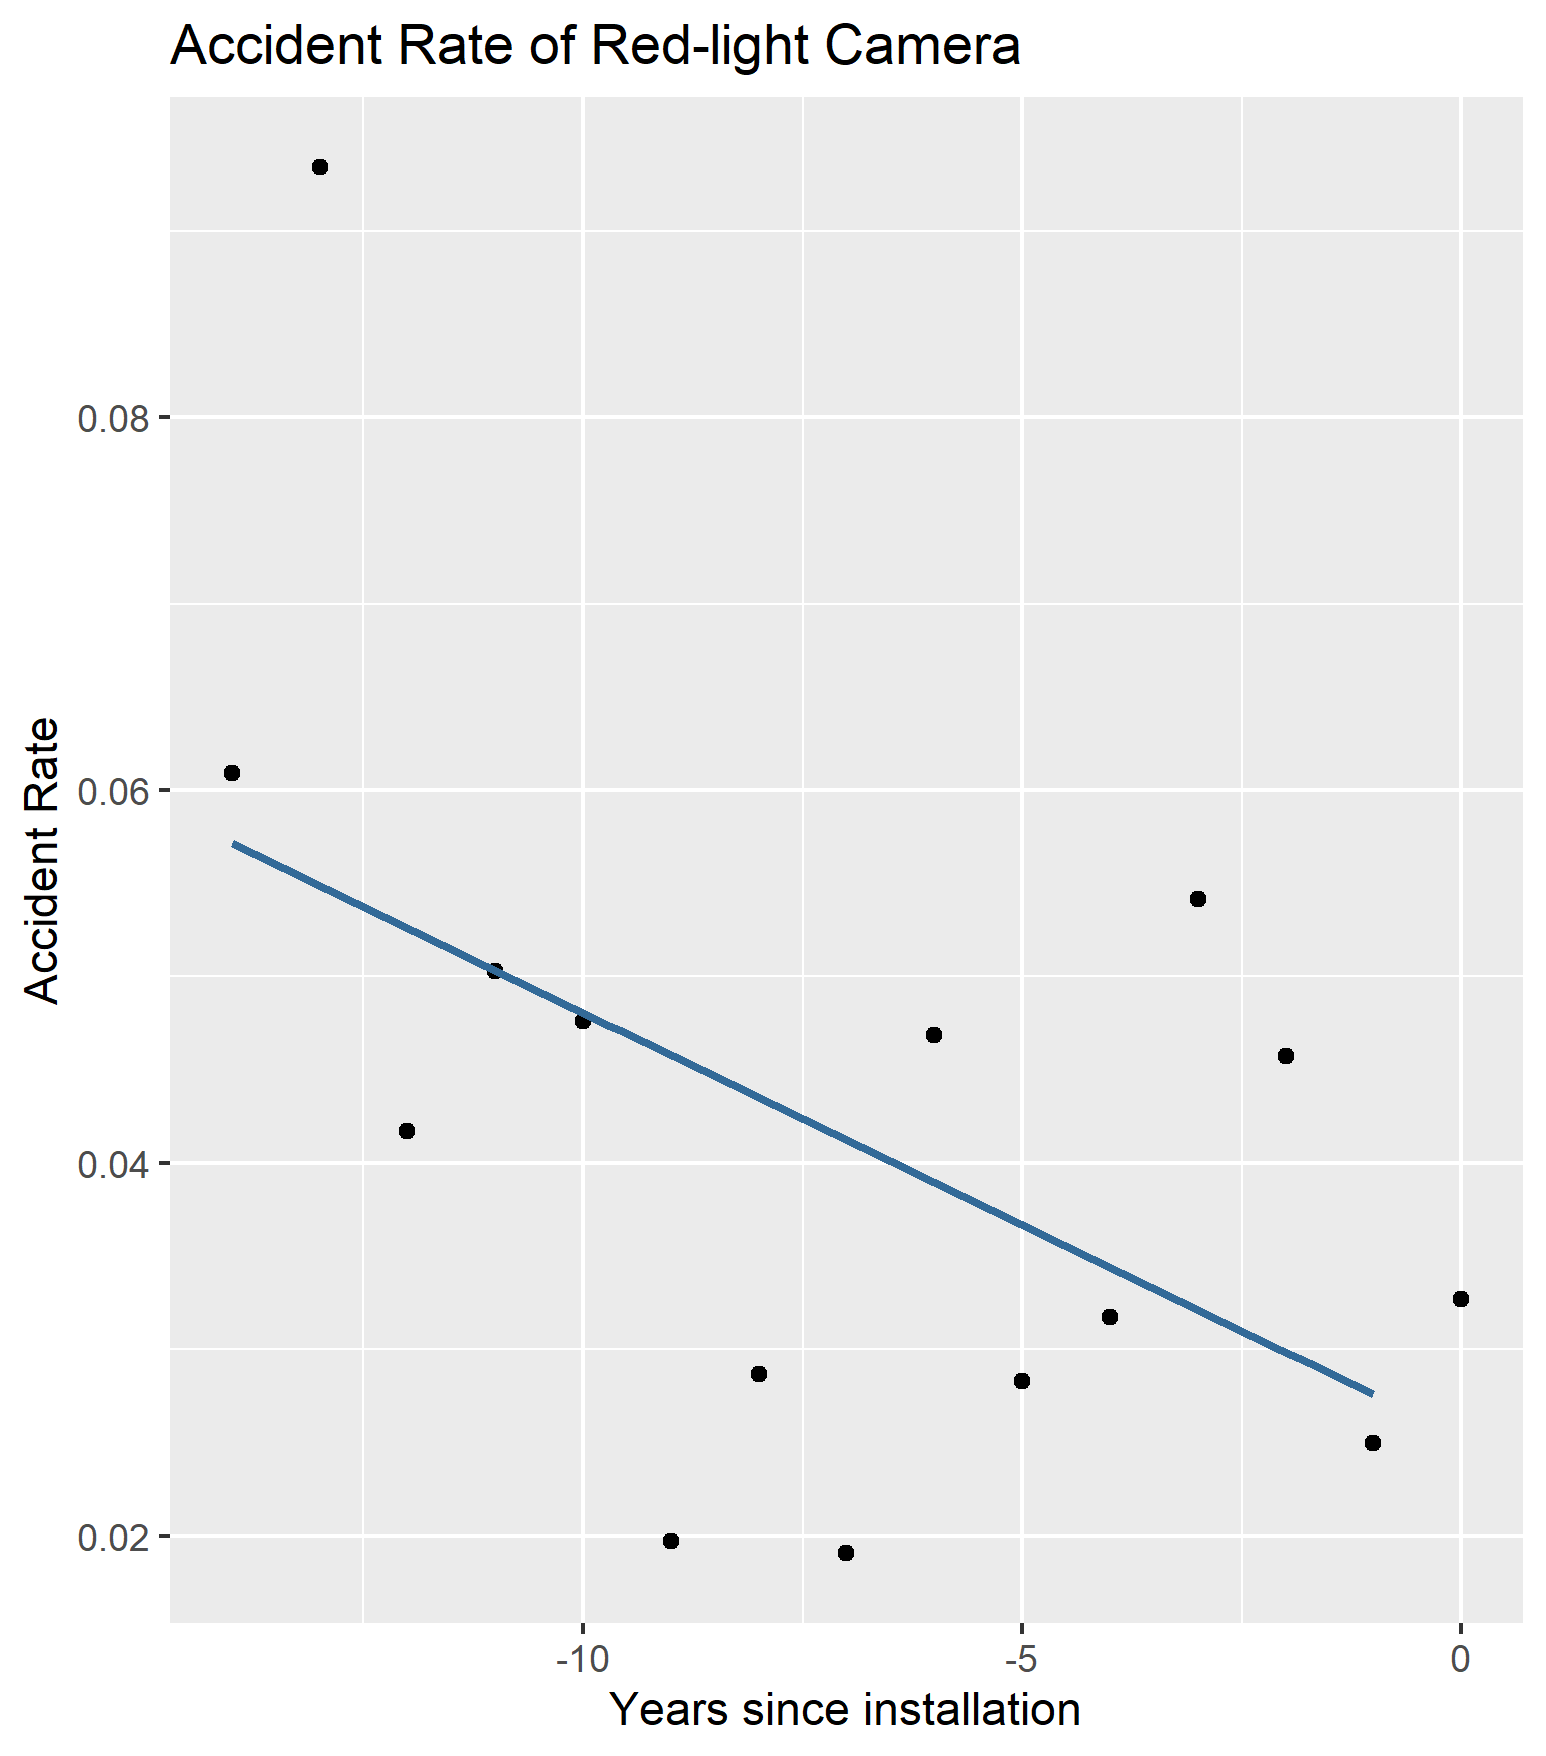 Accident Rate of Red-light Camera
Accident Rate
0.08
0.06
0.04
0.02
-10
-5
0
Years since installation